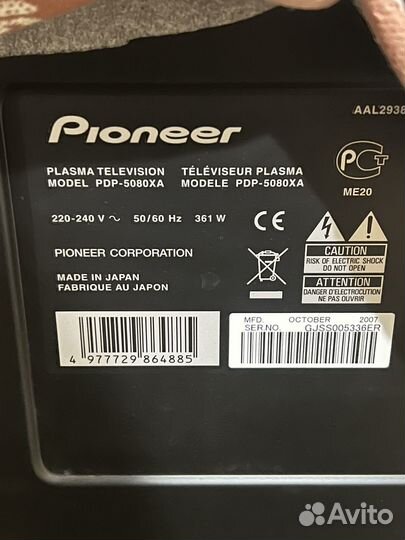 AAL2938
Pioneer
PLASMA TELEVISION TÉLÉVISEUR PLASMA
MODEL PDP-5080XA MODELE PDP-5080XA
PCT
ME20
220-240 V ~ 50/60 Hz 361 W
CE
PIONEER CORPORATION
MADE IN JAPAN
FABRIQUE AU JAPON
CAUTION
RISK OF ELECTRIC SHOCK
DO NOT OPEN
ATTENTION
DANGER D'ELECTROCUTION
NE PAS OUVRIR
4 977729 864885
MFD. OCTOBER 2007
SER.NO. GJSS005336ER
Avito